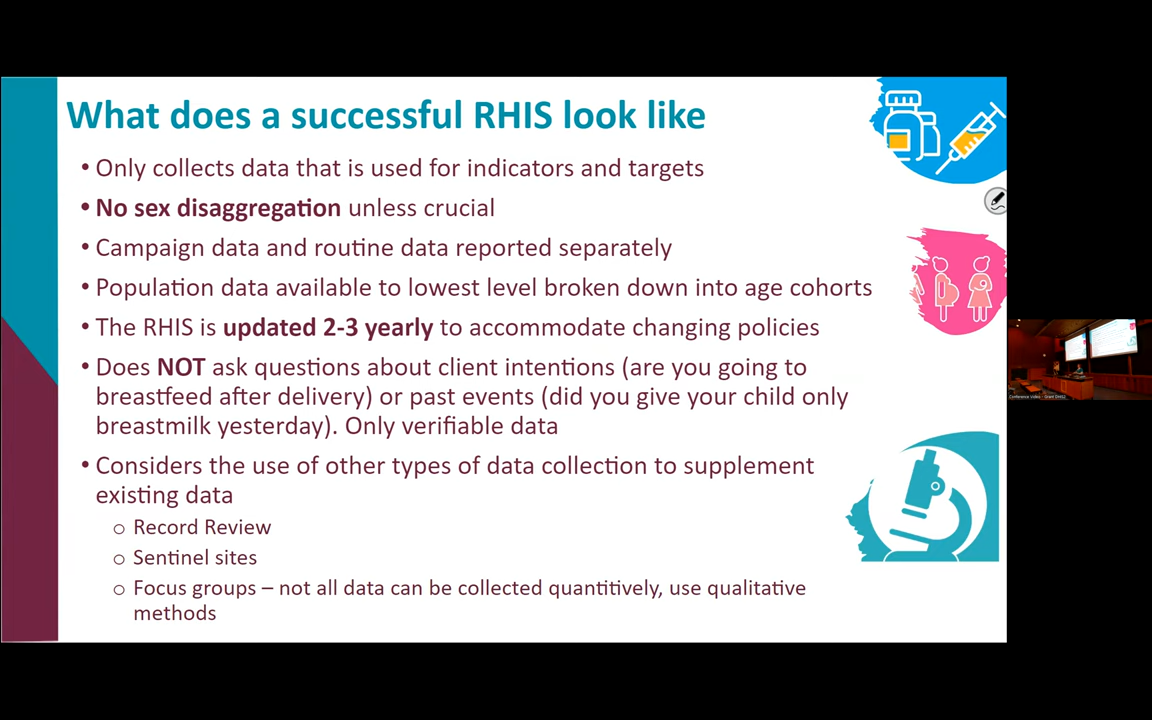 What does a successful RHIS look like
• Only collects data that is used for indicators and targets
• No sex disaggregation unless crucial
• Campaign data and routine data reported separately
• Population data available to lowest level broken down into age cohorts
• The RHIS is updated 2-3 yearly to accommodate changing policies
• Does NOT ask questions about client intentions (are you going to
breastfeed after delivery) or past events (did you give your child only
breastmilk yesterday). Only verifiable data
• Considers the use of other types of data collection to supplement
existing data
o Record Review
o Sentinel sites
o Focus groups – not all data can be collected quantitively, use qualitative
methods